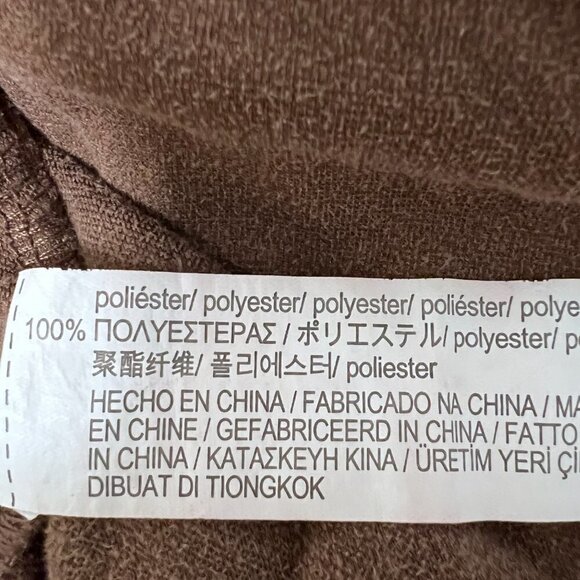 poliéster/ polyester/ polyester/ poliéster/ polye
100% ΠΟΛΥΕΣΤΕΡΑΣ / ポリエステル/ polyester/
聚酯纤维/ 폴리에스터/ poliester
HECHO EN CHINA / FABRICADO NA CHINA / MA
EN CHINE / GEFABRICEERD IN CHINA / FATTO
IN CHINA / ΚΑΤΑΣΚΕΥΗ ΚΙΝΑ / ÜRETİM YERİ Çİ
DIBUAT DI TIONGKOK